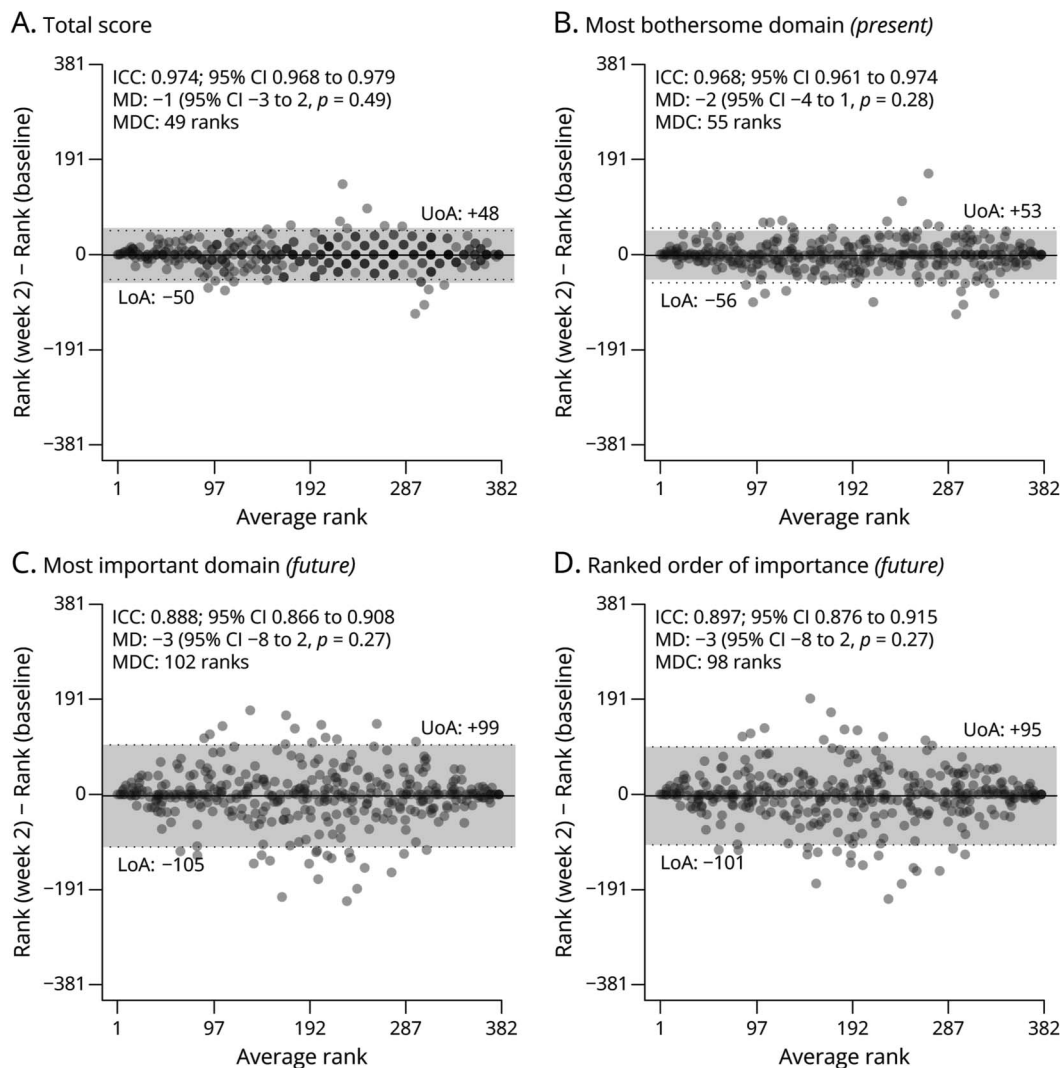 A. Total score
Rank (week 2) − Rank (baseline)
381
191
0
−191
−381
ICC: 0.974; 95% CI 0.968 to 0.979
MD: −1 (95% CI −3 to 2, p = 0.49)
MDC: 49 ranks
UoA: +48
LoA: −50
1 97 192 287 382
Average rank
B. Most bothersome domain (present)
Rank (week 2) − Rank (baseline)
381
191
0
−191
−381
ICC: 0.968; 95% CI 0.961 to 0.974
MD: −2 (95% CI −4 to 1, p = 0.28)
MDC: 55 ranks
UoA: +53
LoA: −56
1 97 192 287 382
Average rank
C. Most important domain (future)
Rank (week 2) − Rank (baseline)
381
191
0
−191
−381
ICC: 0.888; 95% CI 0.866 to 0.908
MD: −3 (95% CI −8 to 2, p = 0.27)
MDC: 102 ranks
UoA: +99
LoA: −105
1 97 192 287 382
Average rank
D. Ranked order of importance (future)
Rank (week 2) − Rank (baseline)
381
191
0
−191
−381
ICC: 0.897; 95% CI 0.876 to 0.915
MD: −3 (95% CI −8 to 2, p = 0.27)
MDC: 98 ranks
UoA: +95
LoA: −101
1 97 192 287 382
Average rank